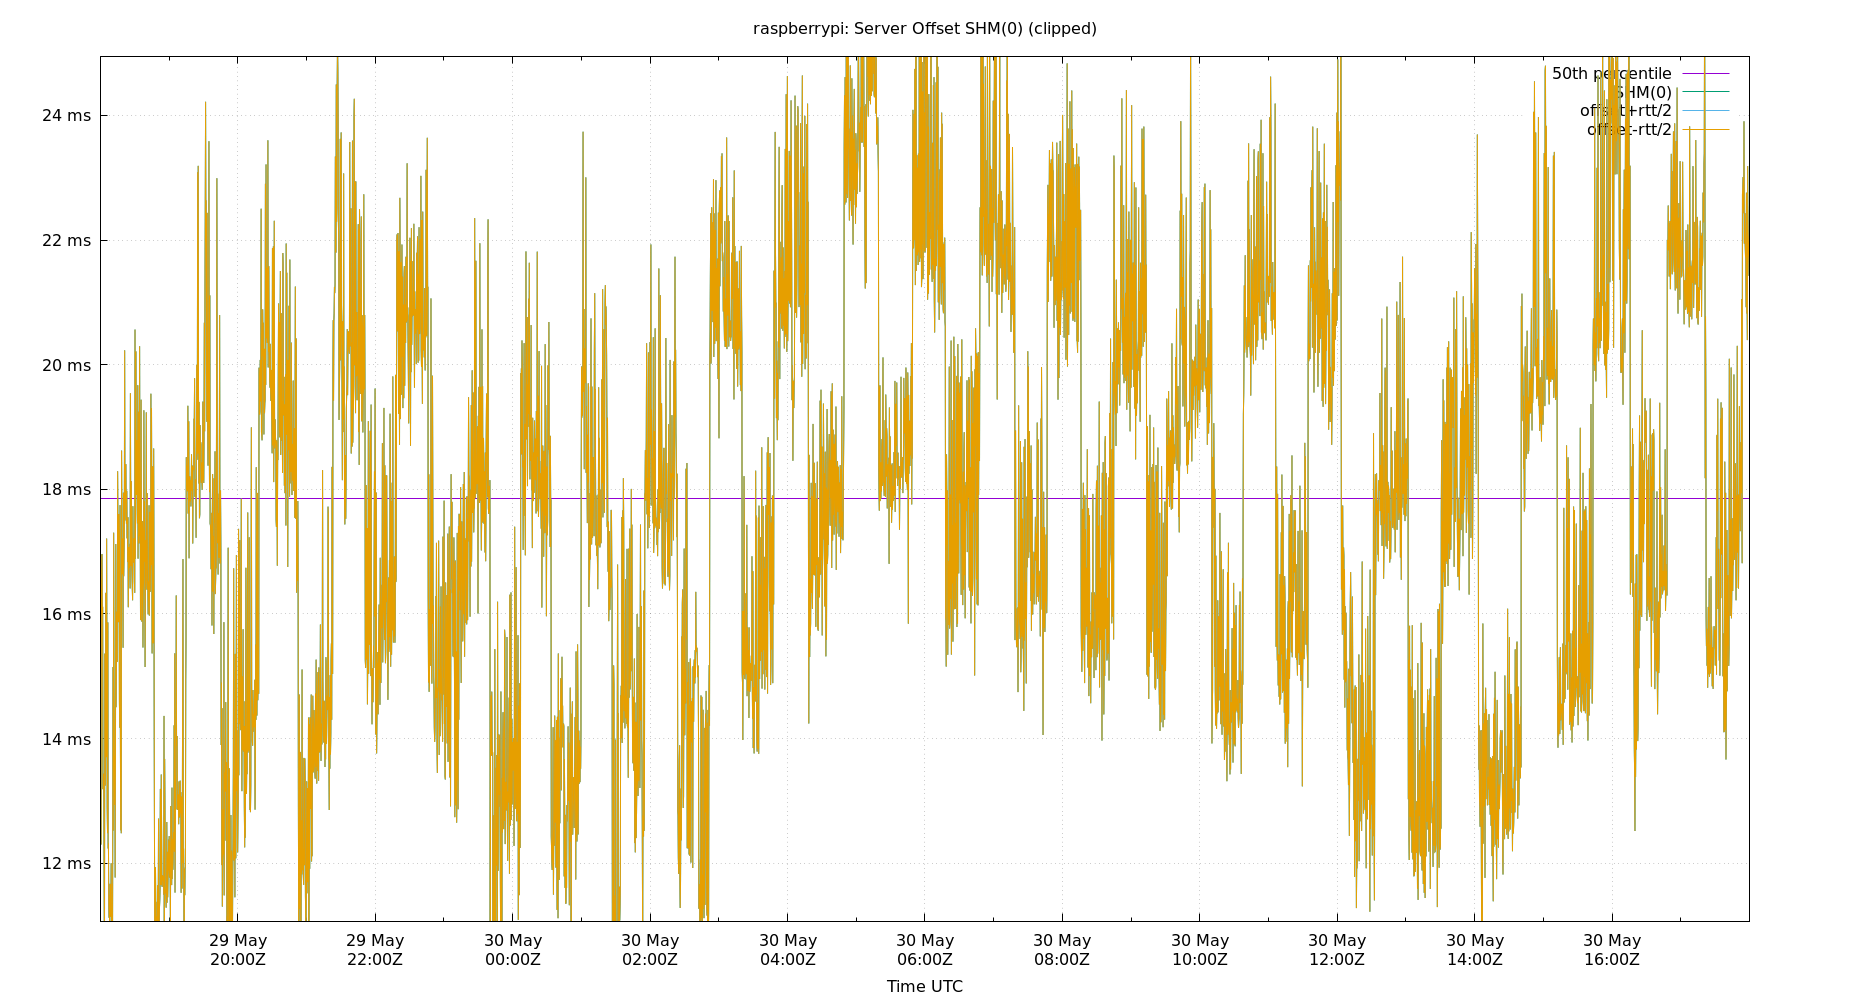 raspberrypi: Server Offset SHM(0) (clipped)
50th percentile
SHM(0)
offset+rtt/2
offset-rtt/2
24 ms
22 ms
20 ms
18 ms
16 ms
14 ms
12 ms
29 May 29 May 30 May 30 May 30 May 30 May 30 May 30 May 30 May 30 May 30 May
20:00Z 22:00Z 00:00Z 02:00Z 04:00Z 06:00Z 08:00Z 10:00Z 12:00Z 14:00Z 16:00Z
Time UTC